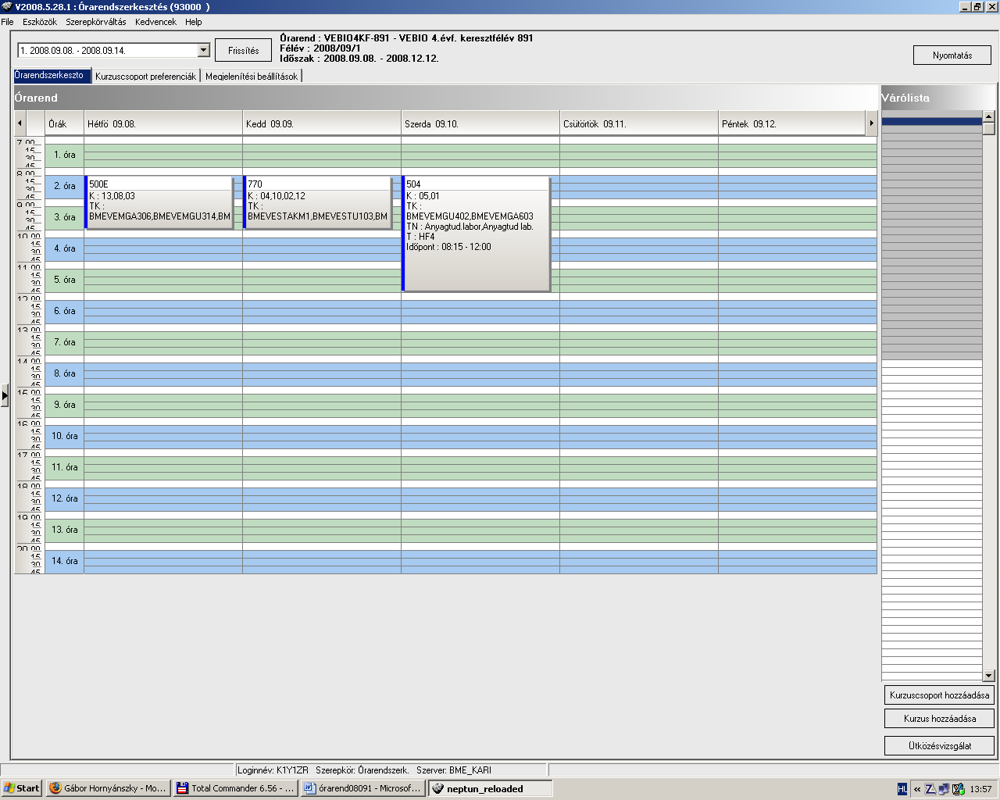 V2008.5.28.1 : Órarendszerkesztés (93000 )
File Eszközök Szerepkörváltás Kedvencek Help
1. 2008.09.08. - 2008.09.14.
Frissítés
Órarend : VEBIO4KF-891 - VEBIO 4.évf. keresztfélév 891
Félév : 2008/09/1
Időszak : 2008.09.08. - 2008.12.12.
Nyomtatás
Órarendszerkeszto Kurzuscsoport preferenciák Megjelenítési beállítások
Órarend
Várólista
Órák Hétfő 09.08. Kedd 09.09. Szerda 09.10. Csütörtök 09.11. Péntek 09.12.
7 00
15
30
45
1. óra
8 00
15
30
45
2. óra
9 00
15
30
45
3. óra
10 00
15
30
45
4. óra
11 00
15
30
45
5. óra
12 00
15
30
45
6. óra
13 00
15
30
45
7. óra
14 00
15
30
45
8. óra
15 00
15
30
45
9. óra
16 00
15
30
45
10. óra
17 00
15
30
45
11. óra
18 00
15
30
45
12. óra
19 00
15
30
45
13. óra
20 00
15
30
45
14. óra
500E
K : 13,08,03
TK :
BMEVEMGA306,BMEVEMGU314,BM
770
K : 04,10,02,12
TK :
BMEVESTAKM1,BMEVESTU103,BM
504
K : 05,01
TK :
BMEVEMGU402,BMEVEMGA603
TN : Anyagtud.labor,Anyagtud lab.
T : HF4
Időpont : 08:15 - 12:00
Kurzuscsoport hozzáadása
Kurzus hozzáadása
Ütközésvizsgálat
Loginnév: K1Y1ZR Szerepkör: Órarendszerk. Szerver: BME_KARI
Start Gábor Hornyánszky - Mo... Total Commander 6.56 - ... órarend08091 - Microsof... neptun_reloaded HU « 13:57